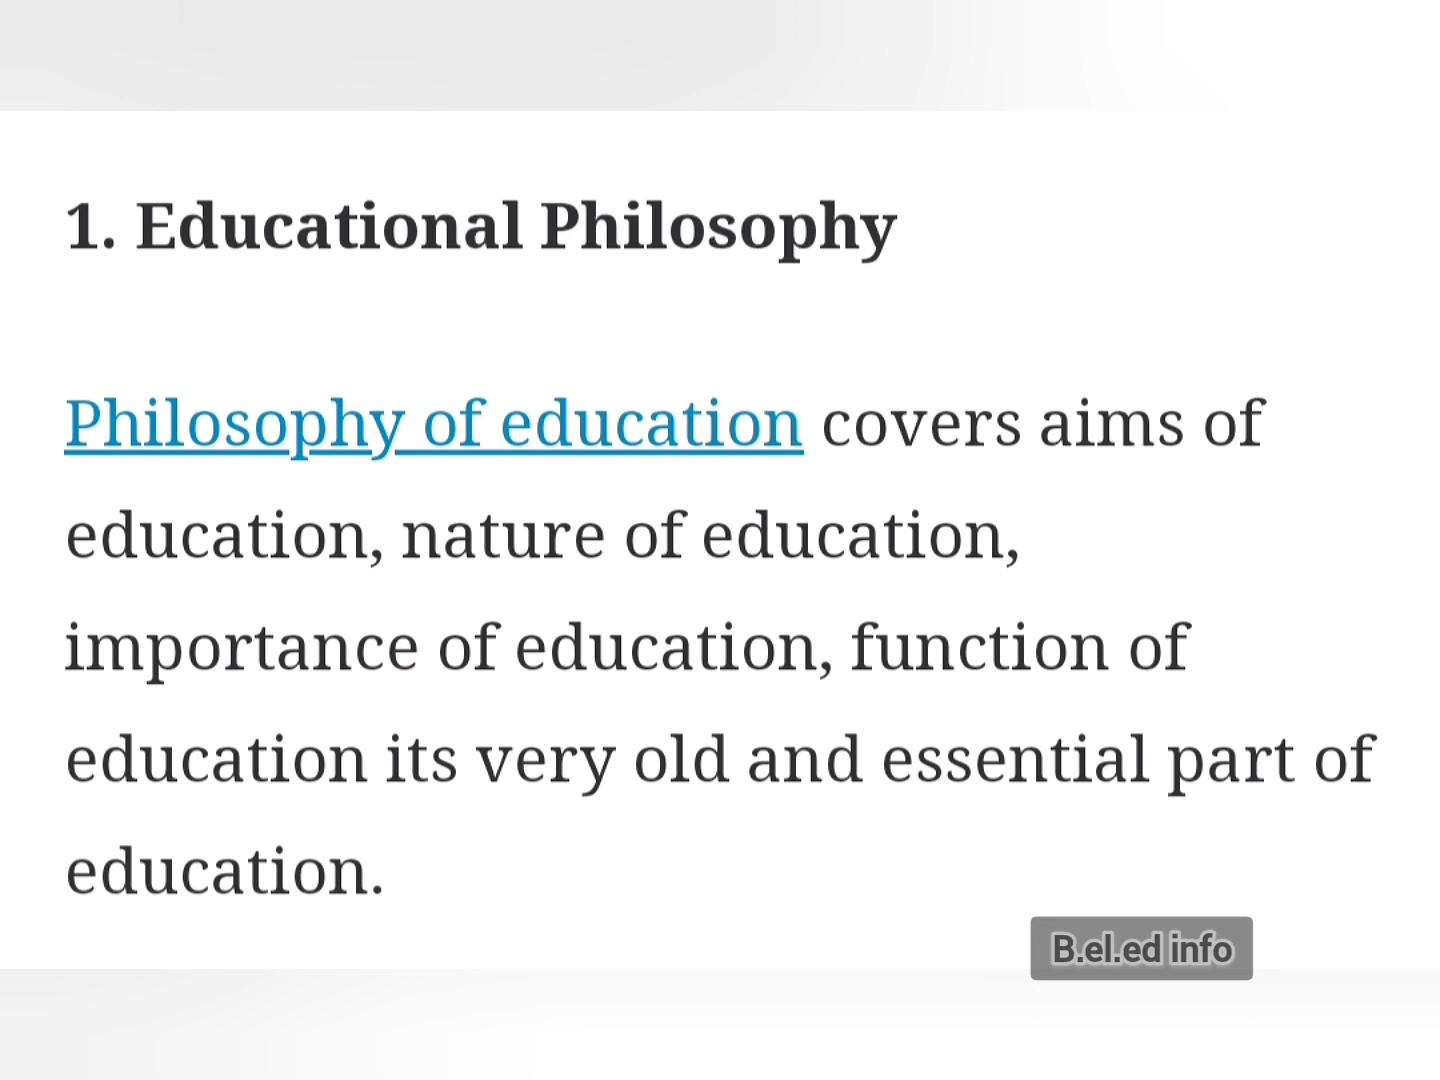 1. Educational Philosophy
Philosophy of education covers aims of
education, nature of education,
importance of education, function of
education its very old and essential part of
education.
B.el.ed info